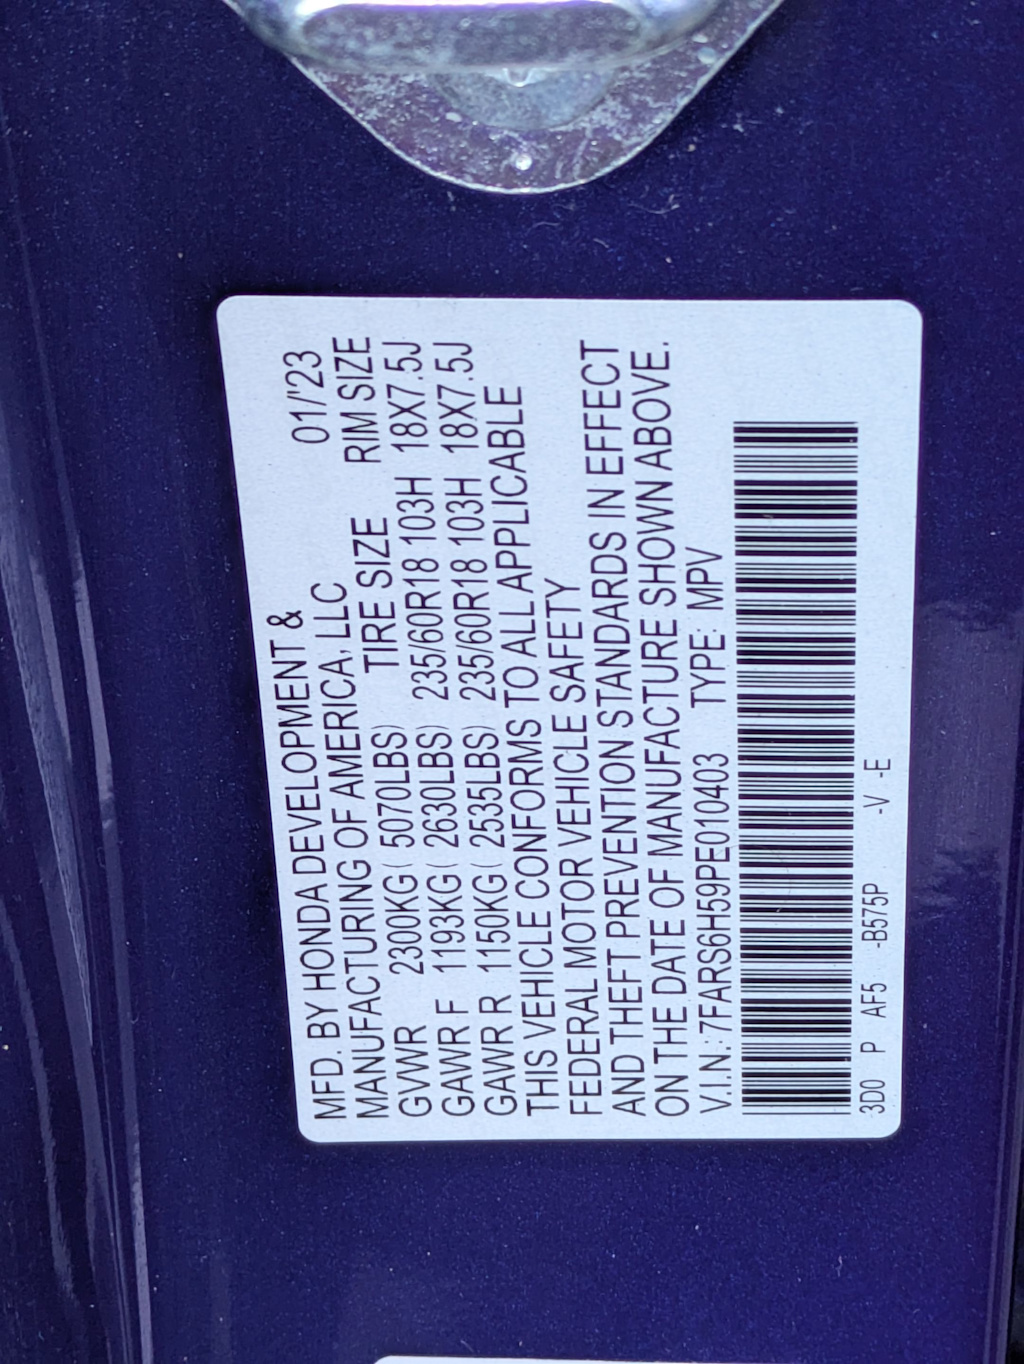 MFD. BY HONDA DEVELOPMENT &
MANUFACTURING OF AMERICA, LLC 01/'23
TIRE SIZE RIM SIZE
GVWR 2300KG( 5070LBS)
GAWR F 1193KG( 2630LBS) 235/60R18 103H 18X7.5J
GAWR R 1150KG( 2535LBS) 235/60R18 103H 18X7.5J
THIS VEHICLE CONFORMS TO ALL APPLICABLE
FEDERAL MOTOR VEHICLE SAFETY
AND THEFT PREVENTION STANDARDS IN EFFECT
ON THE DATE OF MANUFACTURE SHOWN ABOVE.
V.I.N.:7FARS6H59PE010403 TYPE: MPV
3D0 P AF5 -B575P -V -E